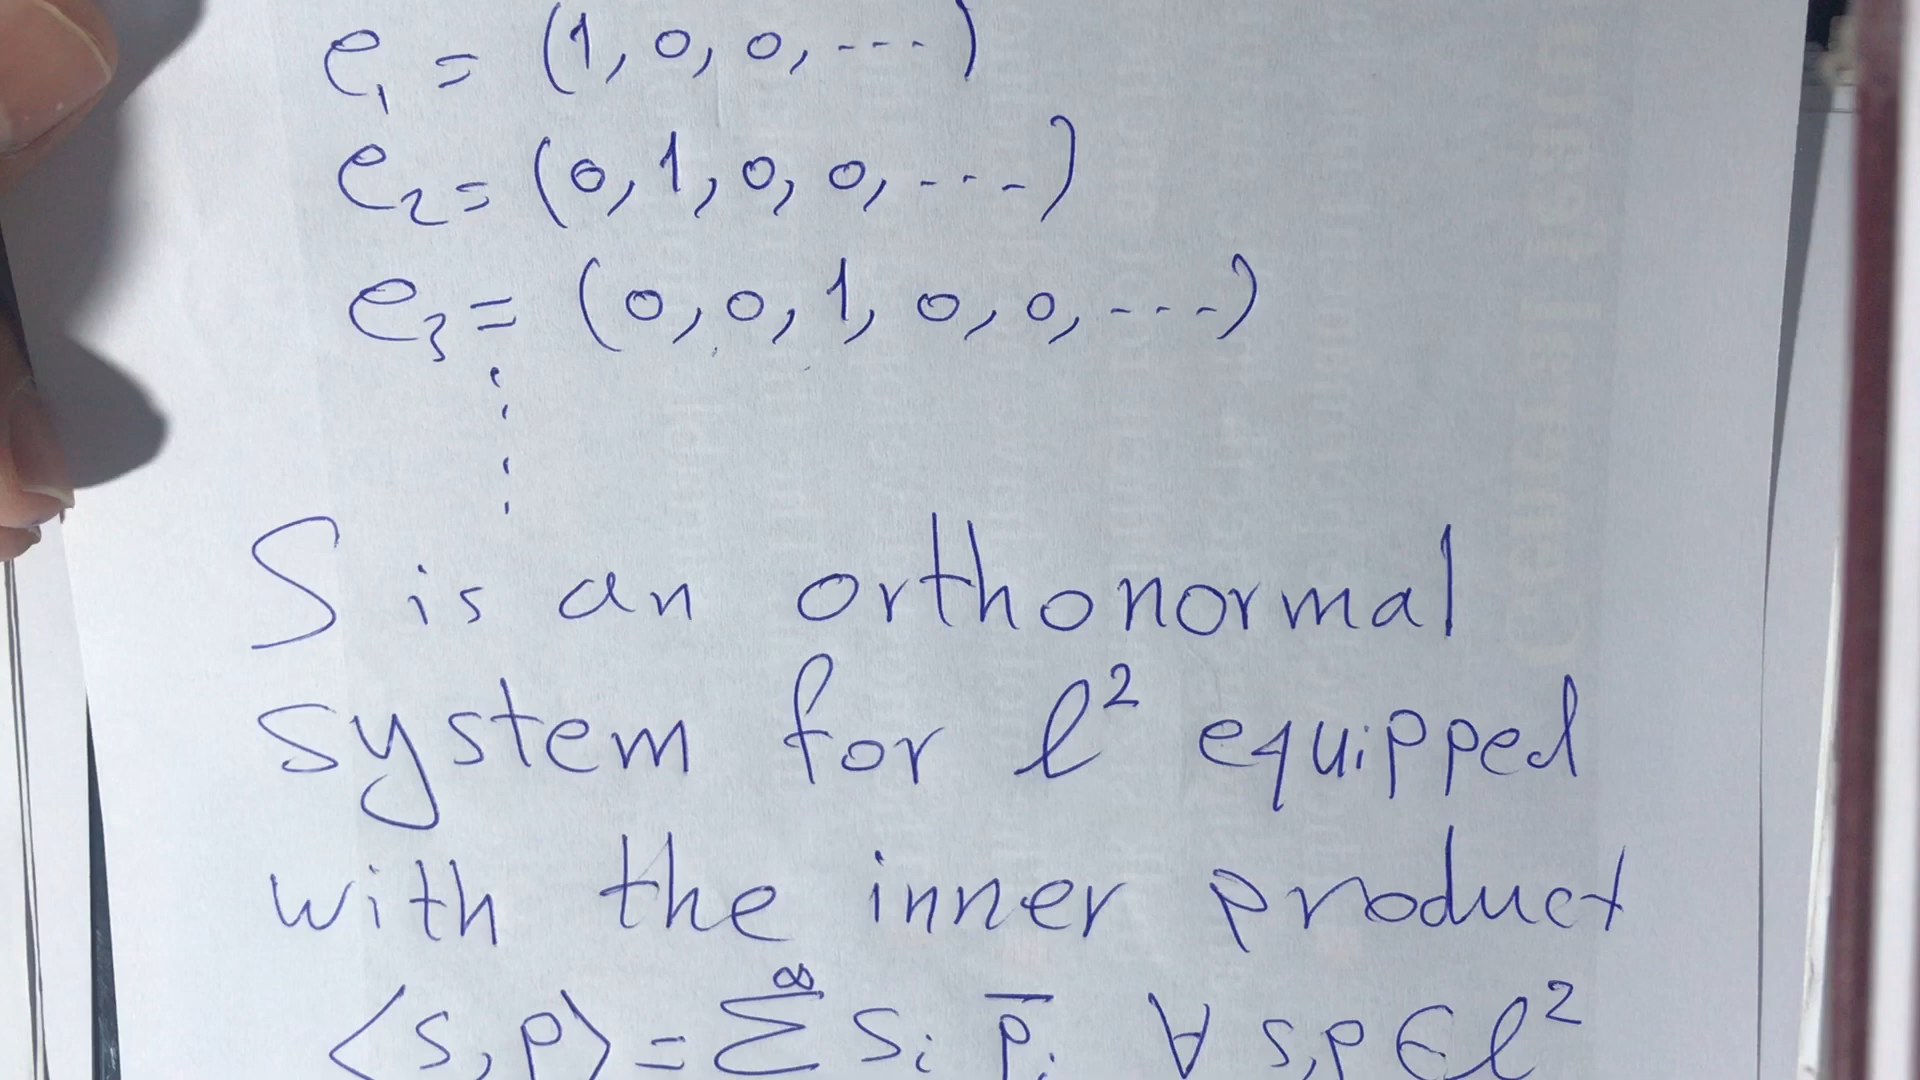 e₁ = (1, 0, 0, ---)
e₂ = (0, 1, 0, 0, ---)
e₃ = (0, 0, 1, 0, 0, ---)
⋮
S is an orthonormal
system for ℓ² equipped
with the inner product
⟨s, p⟩ = ∑^∞ sᵢ p̄ᵢ ∀ s, p ∈ ℓ²